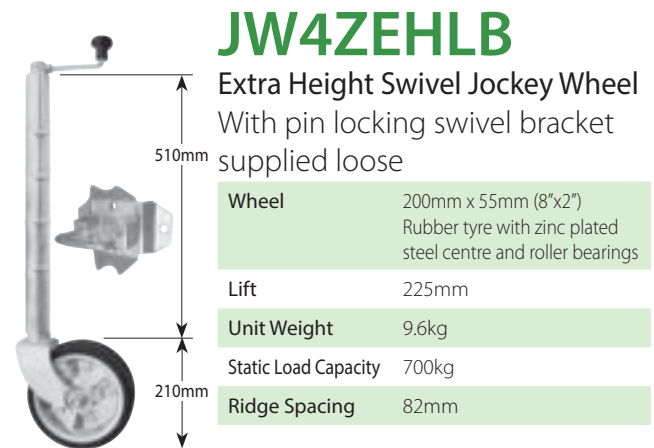 JW4ZEHLB
Extra Height Swivel Jockey Wheel
With pin locking swivel bracket
supplied loose
510mm
Wheel 200mm x 55mm (8”x2”)
Rubber tyre with zinc plated
steel centre and roller bearings
Lift 225mm
Unit Weight 9.6kg
Static Load Capacity 700kg
210mm
Ridge Spacing 82mm